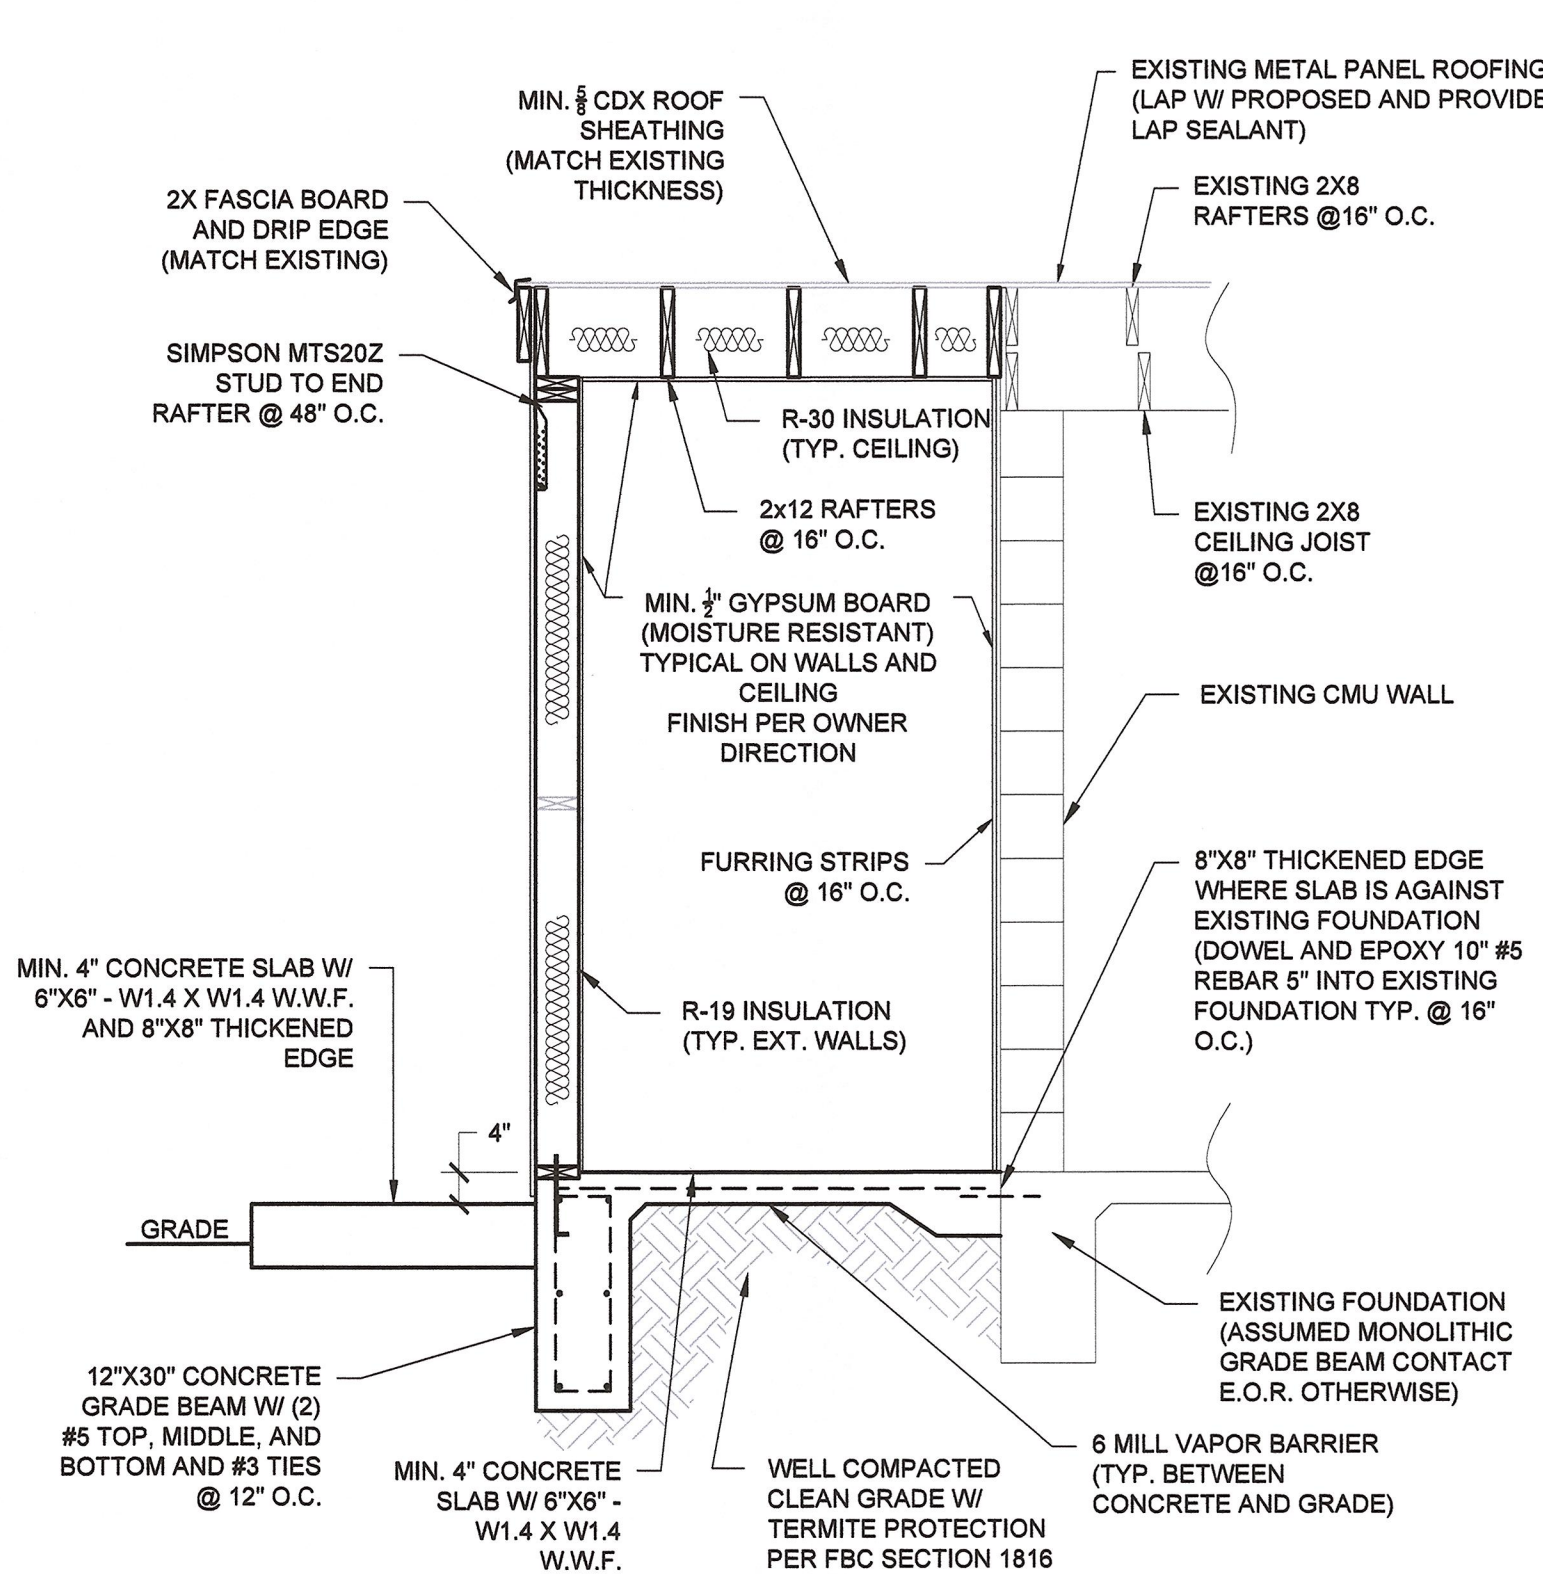 EXISTING METAL PANEL ROOFING
(LAP W/ PROPOSED AND PROVIDE
LAP SEALANT)
MIN. 5/8 CDX ROOF
SHEATHING
(MATCH EXISTING
THICKNESS)
EXISTING 2X8
RAFTERS @16" O.C.
2X FASCIA BOARD
AND DRIP EDGE
(MATCH EXISTING)
SIMPSON MTS20Z
STUD TO END
RAFTER @ 48" O.C.
R-30 INSULATION
(TYP. CEILING)
2x12 RAFTERS
@ 16" O.C.
EXISTING 2X8
CEILING JOIST
@16" O.C.
MIN. 1/2" GYPSUM BOARD
(MOISTURE RESISTANT)
TYPICAL ON WALLS AND
CEILING
FINISH PER OWNER
DIRECTION
EXISTING CMU WALL
FURRING STRIPS
@ 16" O.C.
8"X8" THICKENED EDGE
WHERE SLAB IS AGAINST
EXISTING FOUNDATION
(DOWEL AND EPOXY 10" #5
REBAR 5" INTO EXISTING
FOUNDATION TYP. @ 16"
O.C.)
MIN. 4" CONCRETE SLAB W/
6"X6" - W1.4 X W1.4 W.W.F.
AND 8"X8" THICKENED
EDGE
R-19 INSULATION
(TYP. EXT. WALLS)
4"
GRADE
EXISTING FOUNDATION
(ASSUMED MONOLITHIC
GRADE BEAM CONTACT
E.O.R. OTHERWISE)
12"X30" CONCRETE
GRADE BEAM W/ (2)
#5 TOP, MIDDLE, AND
BOTTOM AND #3 TIES
@ 12" O.C.
MIN. 4" CONCRETE
SLAB W/ 6"X6" -
W1.4 X W1.4
W.W.F.
WELL COMPACTED
CLEAN GRADE W/
TERMITE PROTECTION
PER FBC SECTION 1816
6 MILL VAPOR BARRIER
(TYP. BETWEEN
CONCRETE AND GRADE)